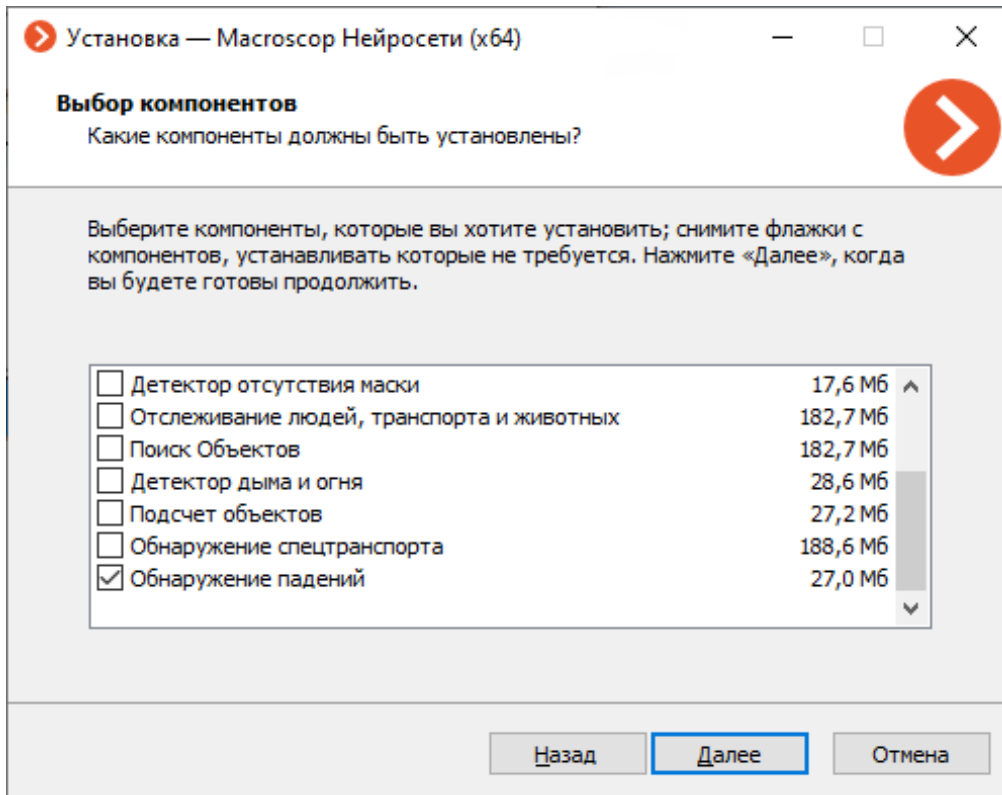 Установка — Macroscop Нейросети (x64)
Выбор компонентов
Какие компоненты должны быть установлены?
Выберите компоненты, которые вы хотите установить; снимите флажки с
компонентов, устанавливать которые не требуется. Нажмите «Далее», когда
вы будете готовы продолжить.
Детектор отсутствия маски 17,6 Мб
Отслеживание людей, транспорта и животных 182,7 Мб
Поиск Объектов 182,7 Мб
Детектор дыма и огня 28,6 Мб
Подсчет объектов 27,2 Мб
Обнаружение спецтранспорта 188,6 Мб
Обнаружение падений 27,0 Мб
Назад Далее Отмена